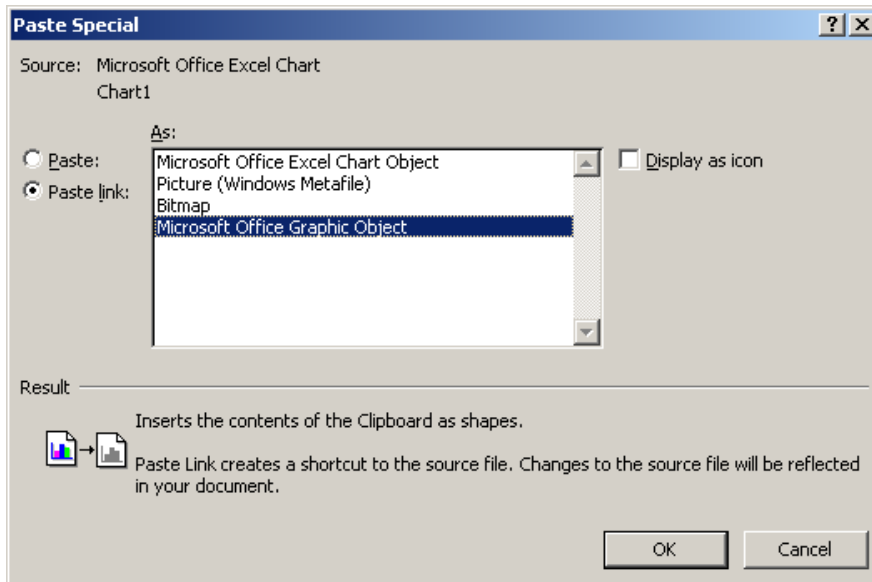 Paste Special
Source: Microsoft Office Excel Chart
Chart1
As:
Paste:
Paste link:
Microsoft Office Excel Chart Object
Picture (Windows Metafile)
Bitmap
Microsoft Office Graphic Object
Display as icon
Result
Inserts the contents of the Clipboard as shapes.
Paste Link creates a shortcut to the source file. Changes to the source file will be reflected
in your document.
OK
Cancel